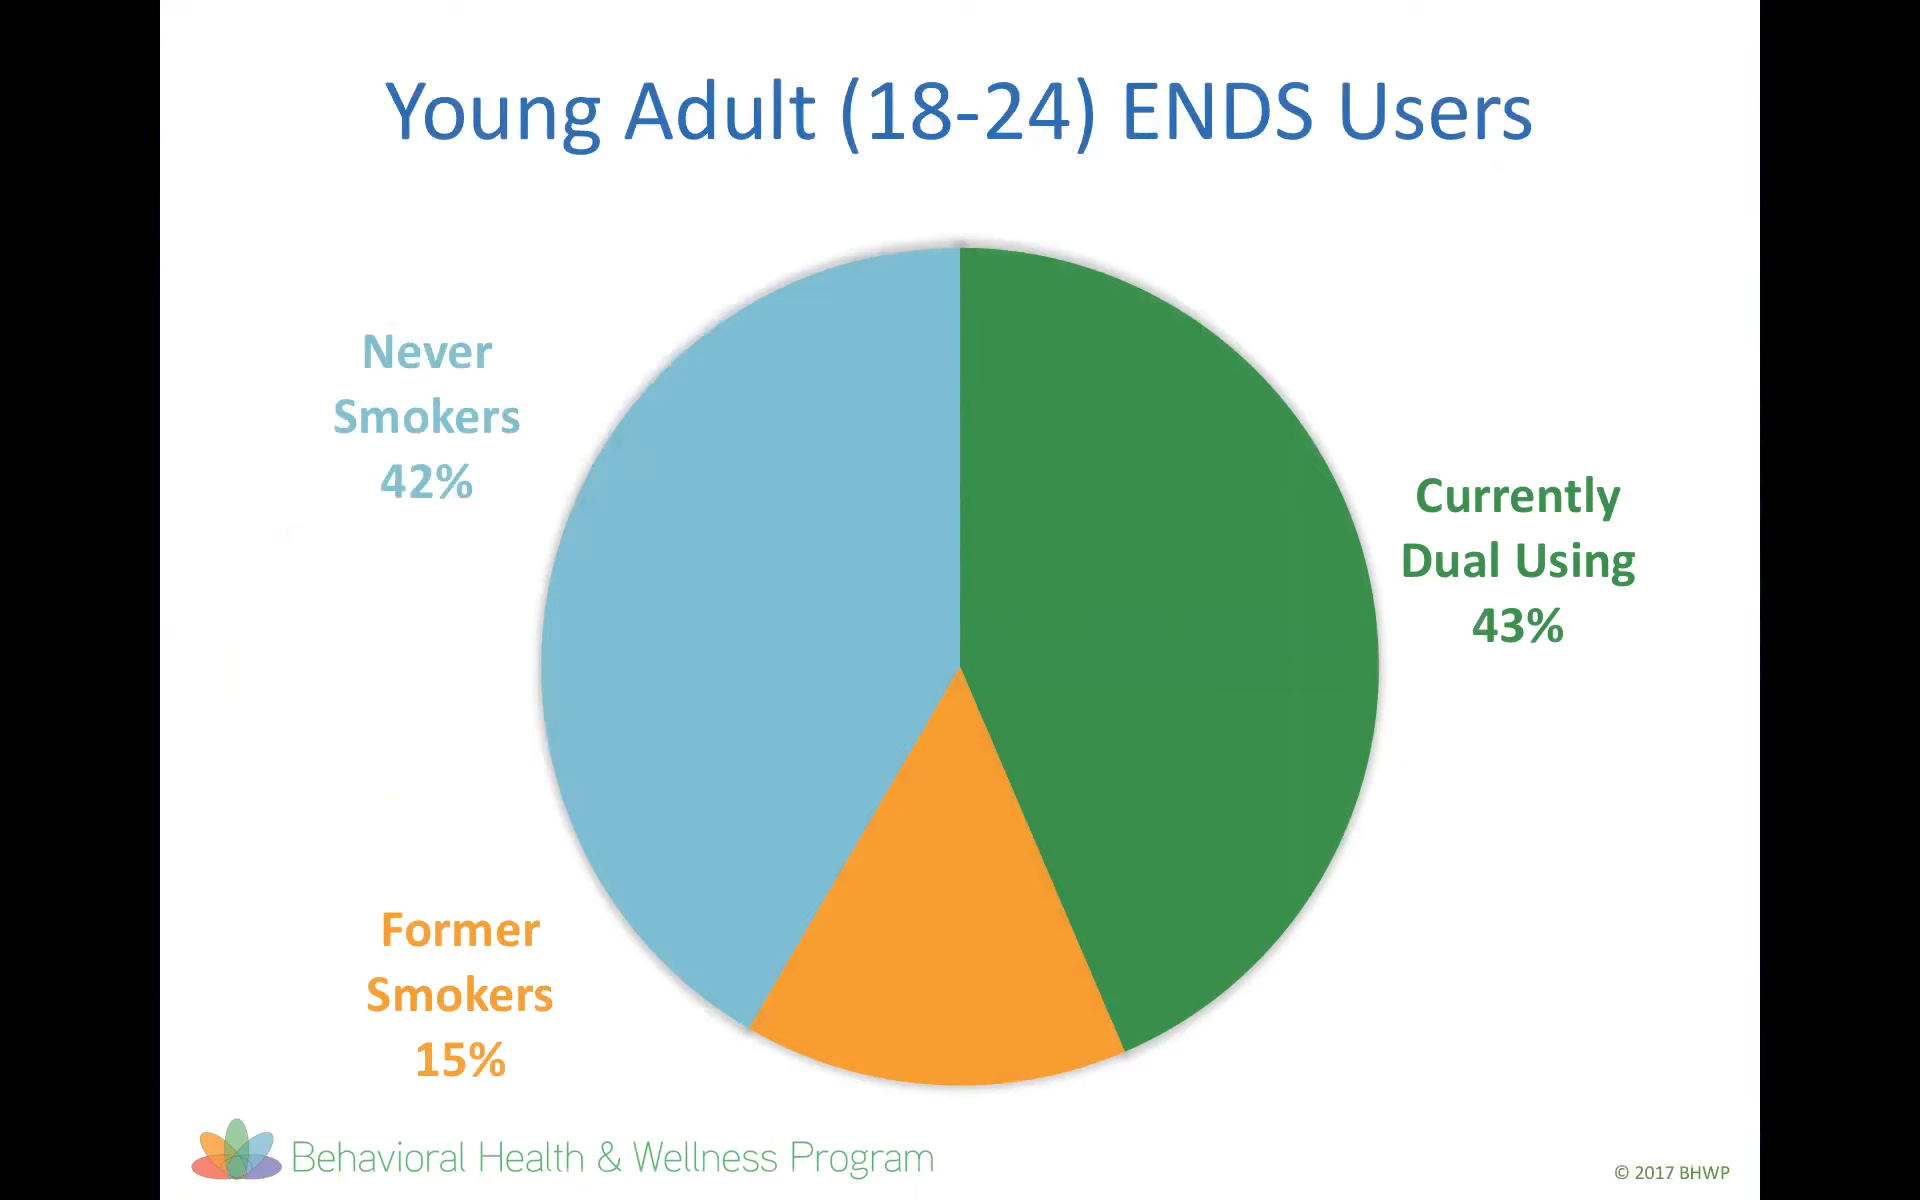 Young Adult (18-24) ENDS Users
Never
Smokers
42%
Currently
Dual Using
43%
Former
Smokers
15%
Behavioral Health & Wellness Program
© 2017 BHWP